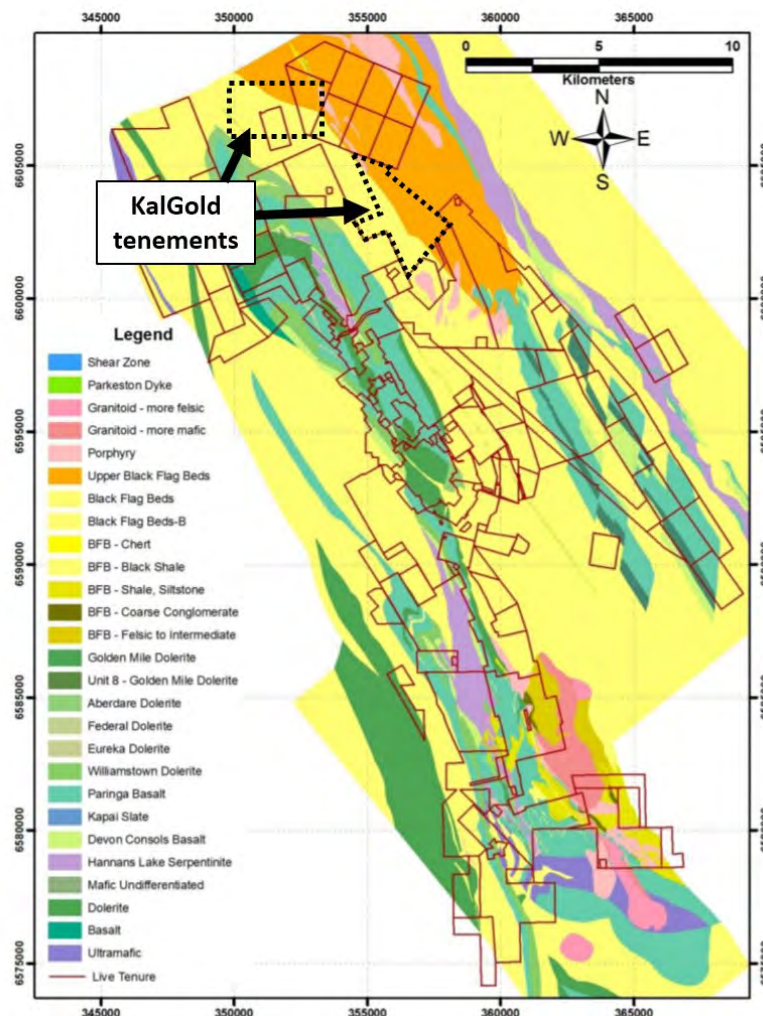 345000 350000 355000 360000 365000
0 5 10
Kilometers
N
W E
S
6605000
KalGold
tenements
6600000
Legend
Shear Zone
Parkeston Dyke
Granitoid - more felsic
Granitoid - more mafic
Porphyry
Upper Black Flag Beds
Black Flag Beds
Black Flag Beds-B
BFB - Chert
BFB - Black Shale
BFB - Shale, Siltstone
BFB - Coarse Conglomerate
BFB - Felsic to Intermediate
Golden Mile Dolerite
Unit 8 - Golden Mile Dolerite
Aberdare Dolerite
Federal Dolerite
Eureka Dolerite
Williamstown Dolerite
Paringa Basalt
Kapai Slate
Devon Consols Basalt
Hannans Lake Serpentinite
Mafic Undifferentiated
Dolerite
Basalt
Ultramafic
Live Tenure
6595000
6590000
6585000
6580000
6575000
345000 350000 355000 360000 365000